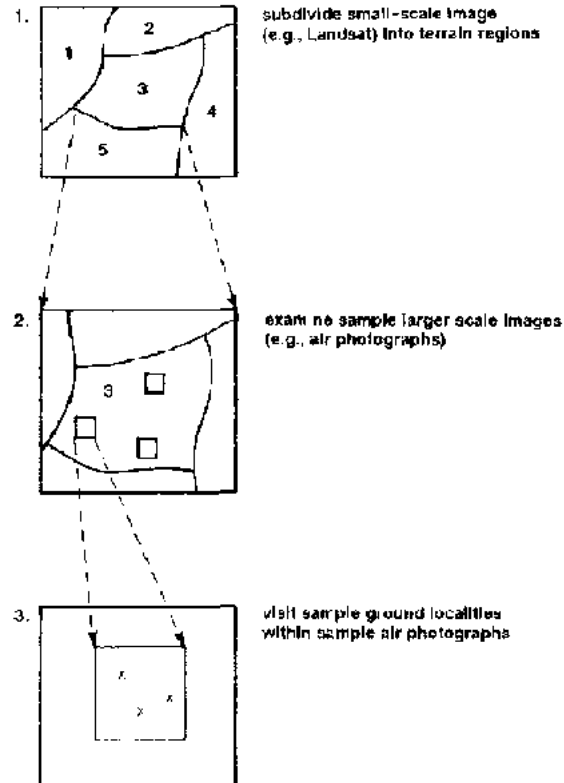 1.
subdivide small-scale image
(e.g., Landsat) into terrain regions
1
2
3
4
5
2.
exam ne sample larger scale images
(e.g., air photographs)
3
3.
visit sample ground localities
within sample air photographs
x
x
x